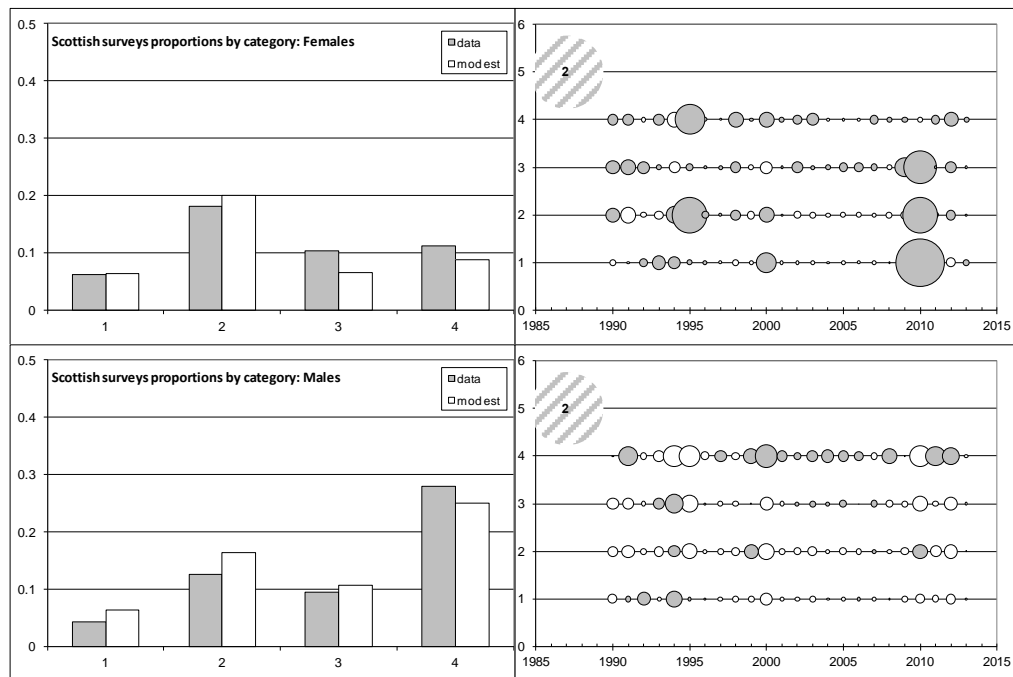 Scottish surveys proportions by category: Females
data
mod est
0.5
0.4
0.3
0.2
0.1
0
1 2 3 4
6
5
4
3
2
1
0
2
1985 1990 1995 2000 2005 2010 2015
Scottish surveys proportions by category: Males
data
mod est
0.5
0.4
0.3
0.2
0.1
0
1 2 3 4
6
5
4
3
2
1
0
2
1985 1990 1995 2000 2005 2010 2015